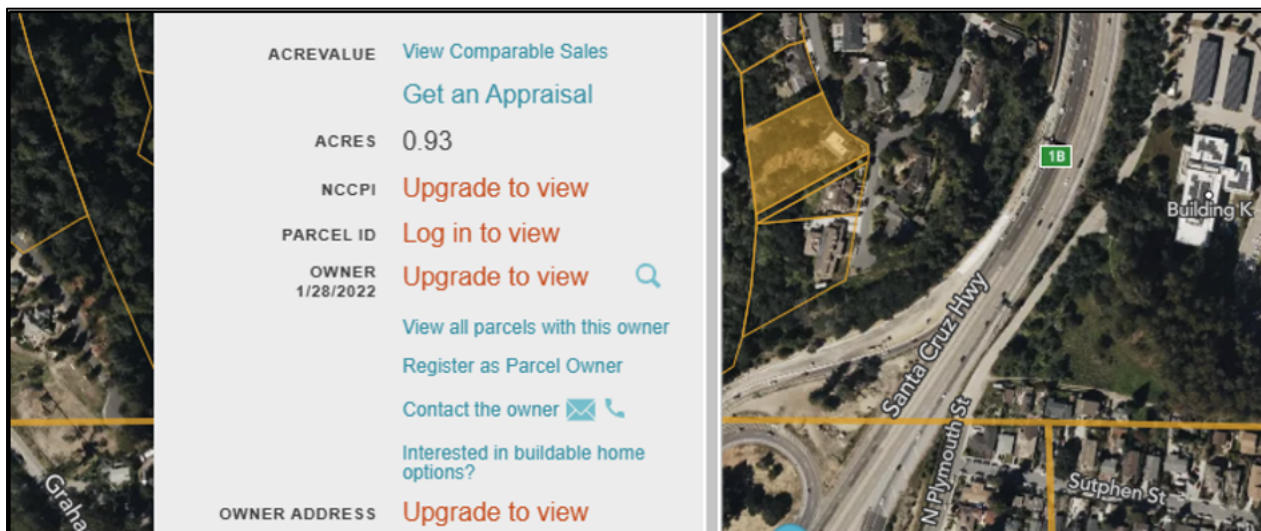 ACREVALUE View Comparable Sales
Get an Appraisal
ACRES 0.93
NCCPI Upgrade to view
PARCEL ID Log in to view
OWNER Upgrade to view
1/28/2022
View all parcels with this owner
Register as Parcel Owner
Contact the owner
Interested in buildable home
options?
OWNER ADDRESS Upgrade to view
1B
Building K
Santa Cruz Hwy
N Plymouth St
Sutphen St
Graha